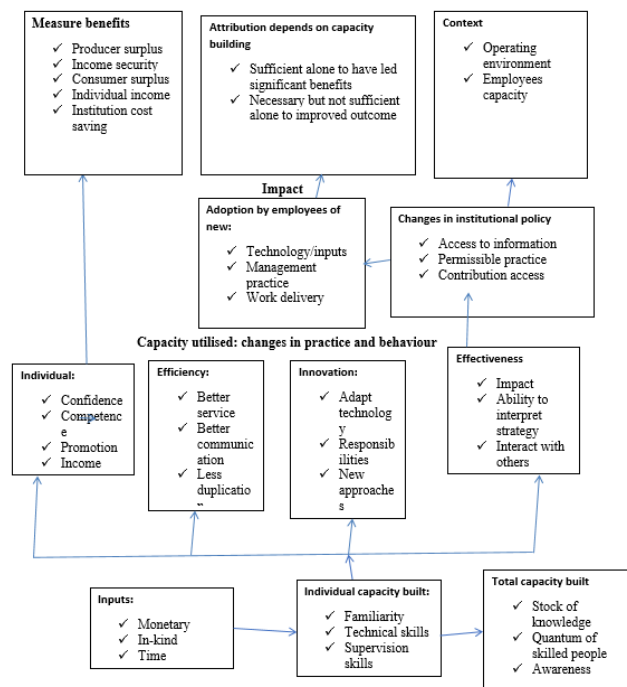 Measure benefits
✓ Producer surplus
✓ Income security
✓ Consumer surplus
✓ Individual income
✓ Institution cost
saving
Attribution depends on capacity
building
✓ Sufficient alone to have led
significant benefits
✓ Necessary but not sufficient
alone to improved outcome
Context
✓ Operating
environment
✓ Employees
capacity
Impact
Adoption by employees of
new:
✓ Technology/inputs
✓ Management
practice
✓ Work delivery
Changes in institutional policy
✓ Access to information
✓ Permissible practice
✓ Contribution access
Capacity utilised: changes in practice and behaviour
Individual:
✓ Confidence
✓ Competenc
e
✓ Promotion
✓ Income
Efficiency:
✓ Better
service
✓ Better
communic
ation
✓ Less
duplication
Innovation:
✓ Adapt
technology
✓ Responsibi
lities
✓ New
approache
s
Effectiveness
✓ Impact
✓ Ability to
interpret
strategy
✓ Interact with
others
Inputs:
✓ Monetary
✓ In-kind
✓ Time
Individual capacity built:
✓ Familiarity
✓ Technical skills
✓ Supervision
skills
Total capacity built
✓ Stock of
knowledge
✓ Quantum of
skilled people
✓ Awareness